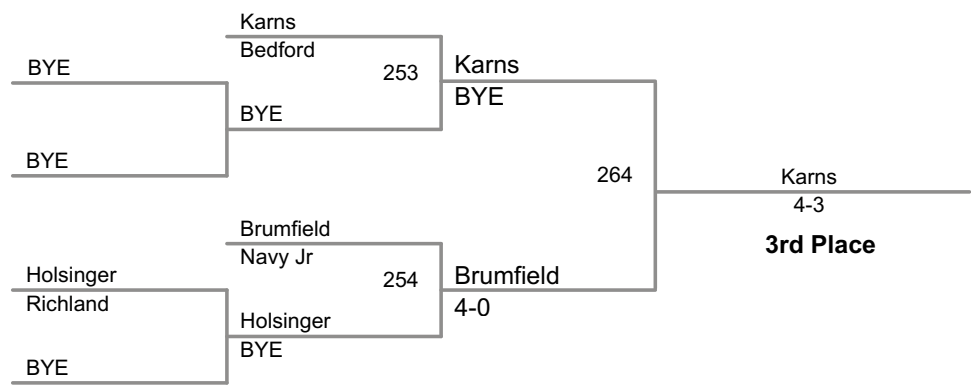 Karns
Bedford
BYE
253
Karns
BYE
BYE
BYE
264
Karns
4-3
3rd Place
Brumfield
Navy Jr
Holsinger
254
Brumfield
Richland
4-0
Holsinger
BYE
BYE